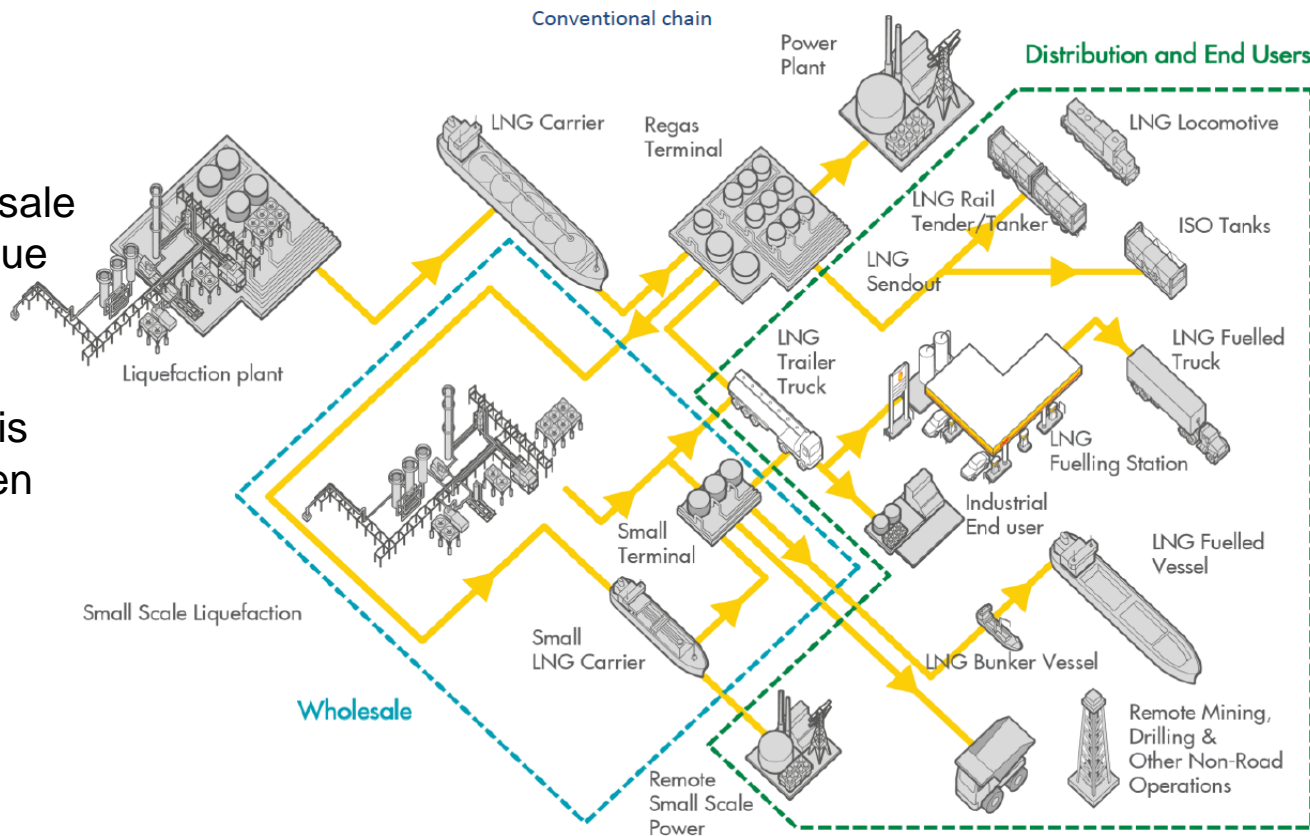 Conventional chain
Power
Plant
Distribution and End Users
LNG Carrier
Regas
Terminal
LNG Locomotive
sale
ue
LNG Rail
Tender/Tanker
ISO Tanks
LNG
Sendout
Liquefaction plant
LNG
Trailer
Truck
LNG Fuelled
Truck
is
en
LNG
Fuelling Station
Industrial
End user
Small
Terminal
LNG Fuelled
Vessel
Small Scale Liquefaction
Small
LNG Carrier
LNG Bunker Vessel
Wholesale
Remote Mining,
Drilling &
Other Non-Road
Operations
Remote
Small Scale
Power